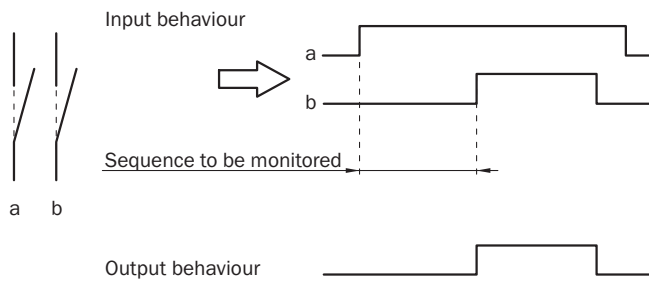 Input behaviour
a
b
Sequence to be monitored
a b
Output behaviour